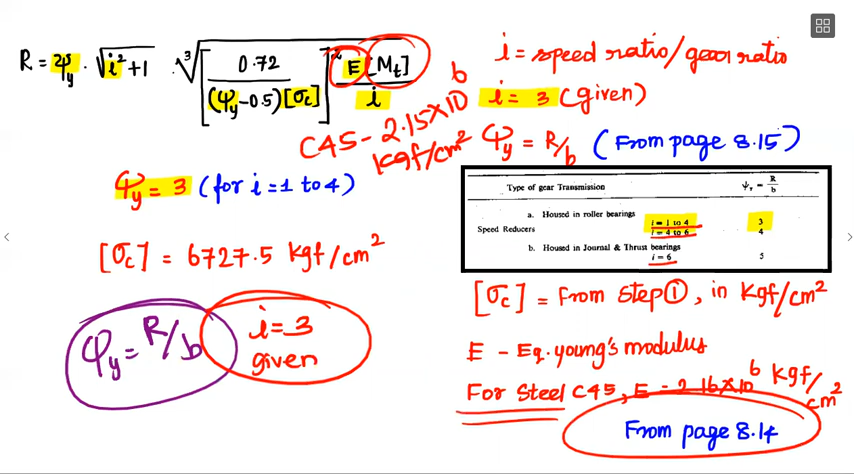 R = ψy · √i² + 1 · ³√[0.72 / (ψy – 0.5) [σc]]² E [Mt] / i
i = speed ratio/gear ratio
i = 3 (given)
C45 – 2.15×10⁶
kgf/cm²
ψy = R/b (From page 8.15)
ψy = 3 (for i = 1 to 4)
Type of gear Transmission ψy = R/b
a. Housed in roller bearings
Speed Reducers
i = 1 to 4 3
i = 4 to 6 4
b. Housed in Journal & Thrust bearings
i = 6 5
[σc] = 6727.5 kgf/cm²
[σc] = From Step ①, in kgf/cm²
ψy = R/b
i = 3
given
E – Eq. young's modulus
For Steel C45, E – 2.16×10⁶ kgf/cm²
From page 8.14